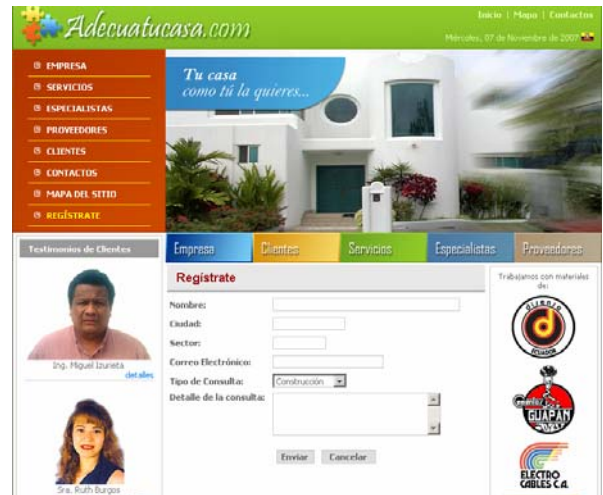 Adecuatucasa.com
Inicio | Mapa | Contactos
Miércoles, 07 de Noviembre de 2007
EMPRESA
SERVICIOS
ESPECIALISTAS
PROVEEDORES
CLIENTES
CONTACTOS
MAPA DEL SITIO
REGÍSTRATE
Tu casa
como tú la quieres...
Testimonios de Clientes
Ing. Miguel Izurieta
detalles
Sra. Ruth Burgos
Empresa Clientes Servicios Especialistas Proveedores
Regístrate
Nombre:
Ciudad:
Sector:
Correo Electrónico:
Tipo de Consulta: Construcción
Detalle de la consulta:
Enviar Cancelar
Trabajamos con materiales
de:
ECUADOR
GUAPAN
ELECTRO
CABLES C.A.